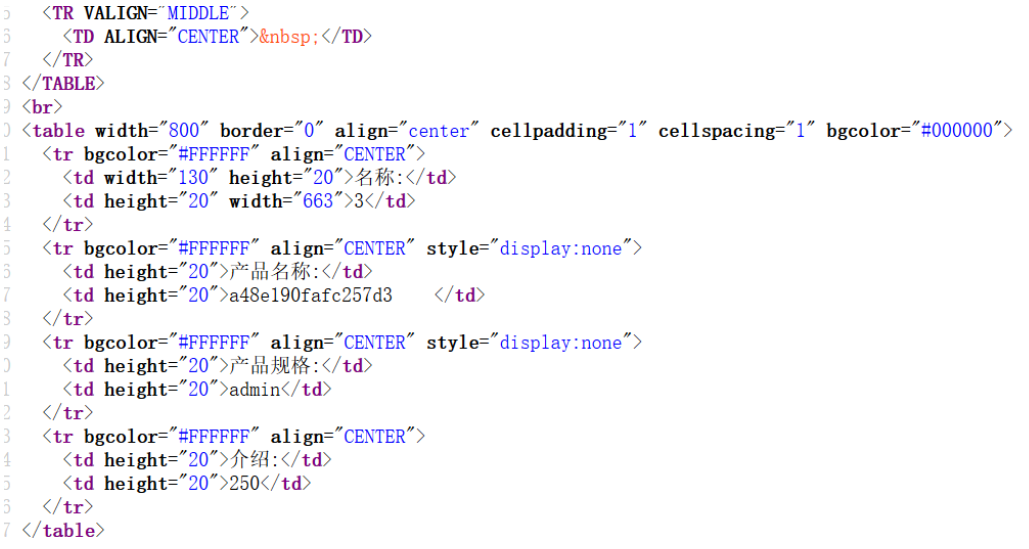 5   <TR VALIGN="MIDDLE">
6     <TD ALIGN="CENTER">&nbsp;</TD>
7   </TR>
8 </TABLE>
9 <br>
0 <table width="800" border="0" align="center" cellpadding="1" cellspacing="1" bgcolor="#000000">
1   <tr bgcolor="#FFFFFF" align="CENTER">
2     <td width="130" height="20">名称:</td>
3     <td height="20" width="663">3</td>
4   </tr>
5   <tr bgcolor="#FFFFFF" align="CENTER" style="display:none">
6     <td height="20">产品名称:</td>
7     <td height="20">a48e190fafc257d3    </td>
8   </tr>
9   <tr bgcolor="#FFFFFF" align="CENTER" style="display:none">
0     <td height="20">产品规格:</td>
1     <td height="20">admin</td>
2   </tr>
3   <tr bgcolor="#FFFFFF" align="CENTER">
4     <td height="20">介绍:</td>
5     <td height="20">250</td>
6   </tr>
7 </table>